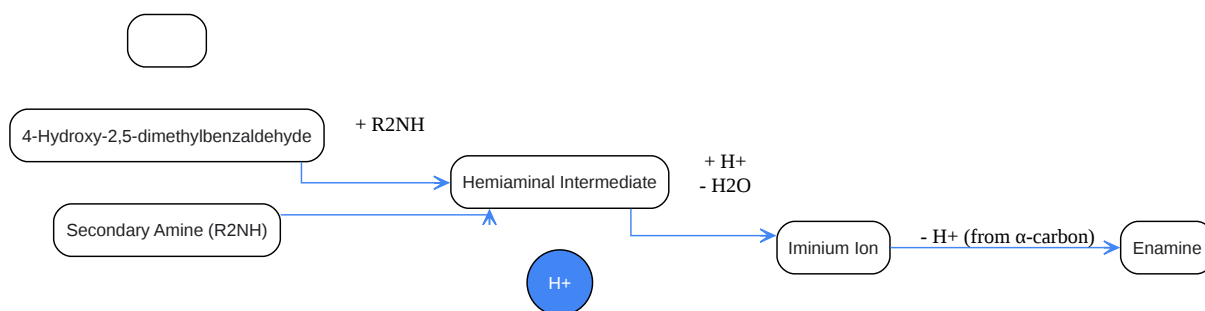 4-Hydroxy-2,5-dimethylbenzaldehyde
+ R2NH
Secondary Amine (R2NH)
Hemiaminal Intermediate
+ H+
- H2O
H+
Iminium Ion
- H+ (from α-carbon)
Enamine